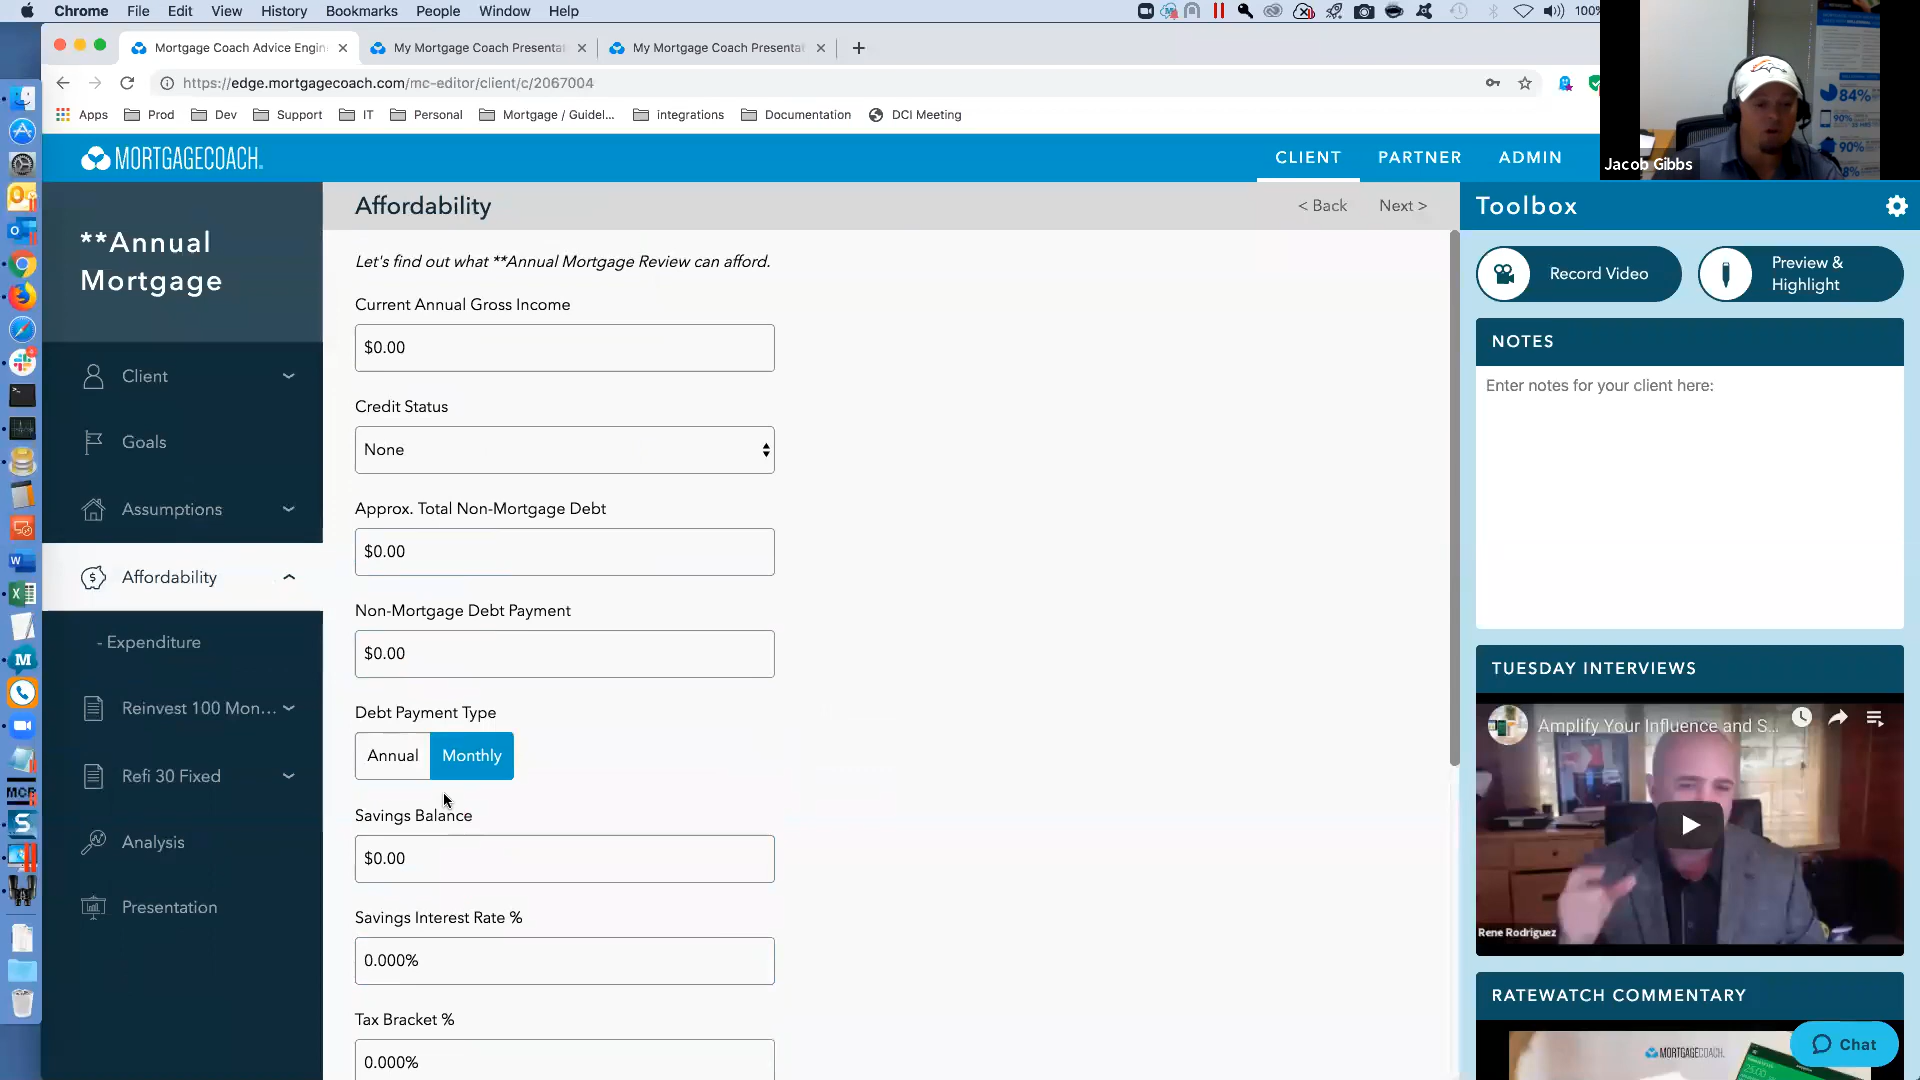 Chrome File Edit View History Bookmarks People Window Help
100%
Mortgage Coach Advice Engin
My Mortgage Coach Presentat
My Mortgage Coach Presentat
https://edge.mortgagecoach.com/mc-editor/client/c/2067004
Apps Prod Dev Support IT Personal Mortgage / Guidel... integrations Documentation DCI Meeting
84%
90%
90%
Jacob Gibbs
MORTGAGECOACH
CLIENT PARTNER ADMIN
**Annual
Mortgage
Client
Goals
Assumptions
Affordability
- Expenditure
Reinvest 100 Mon...
Refi 30 Fixed
Analysis
Presentation
Affordability
< Back Next >
Let's find out what **Annual Mortgage Review can afford.
Current Annual Gross Income
$0.00
Credit Status
None
Approx. Total Non-Mortgage Debt
$0.00
Non-Mortgage Debt Payment
$0.00
Debt Payment Type
Annual Monthly
Savings Balance
$0.00
Savings Interest Rate %
0.000%
Tax Bracket %
0.000%
Toolbox
Record Video
Preview &
Highlight
NOTES
Enter notes for your client here:
TUESDAY INTERVIEWS
Amplify Your Influence and S...
Rene Rodriguez
RATEWATCH COMMENTARY
MORTGAGECOACH
Chat